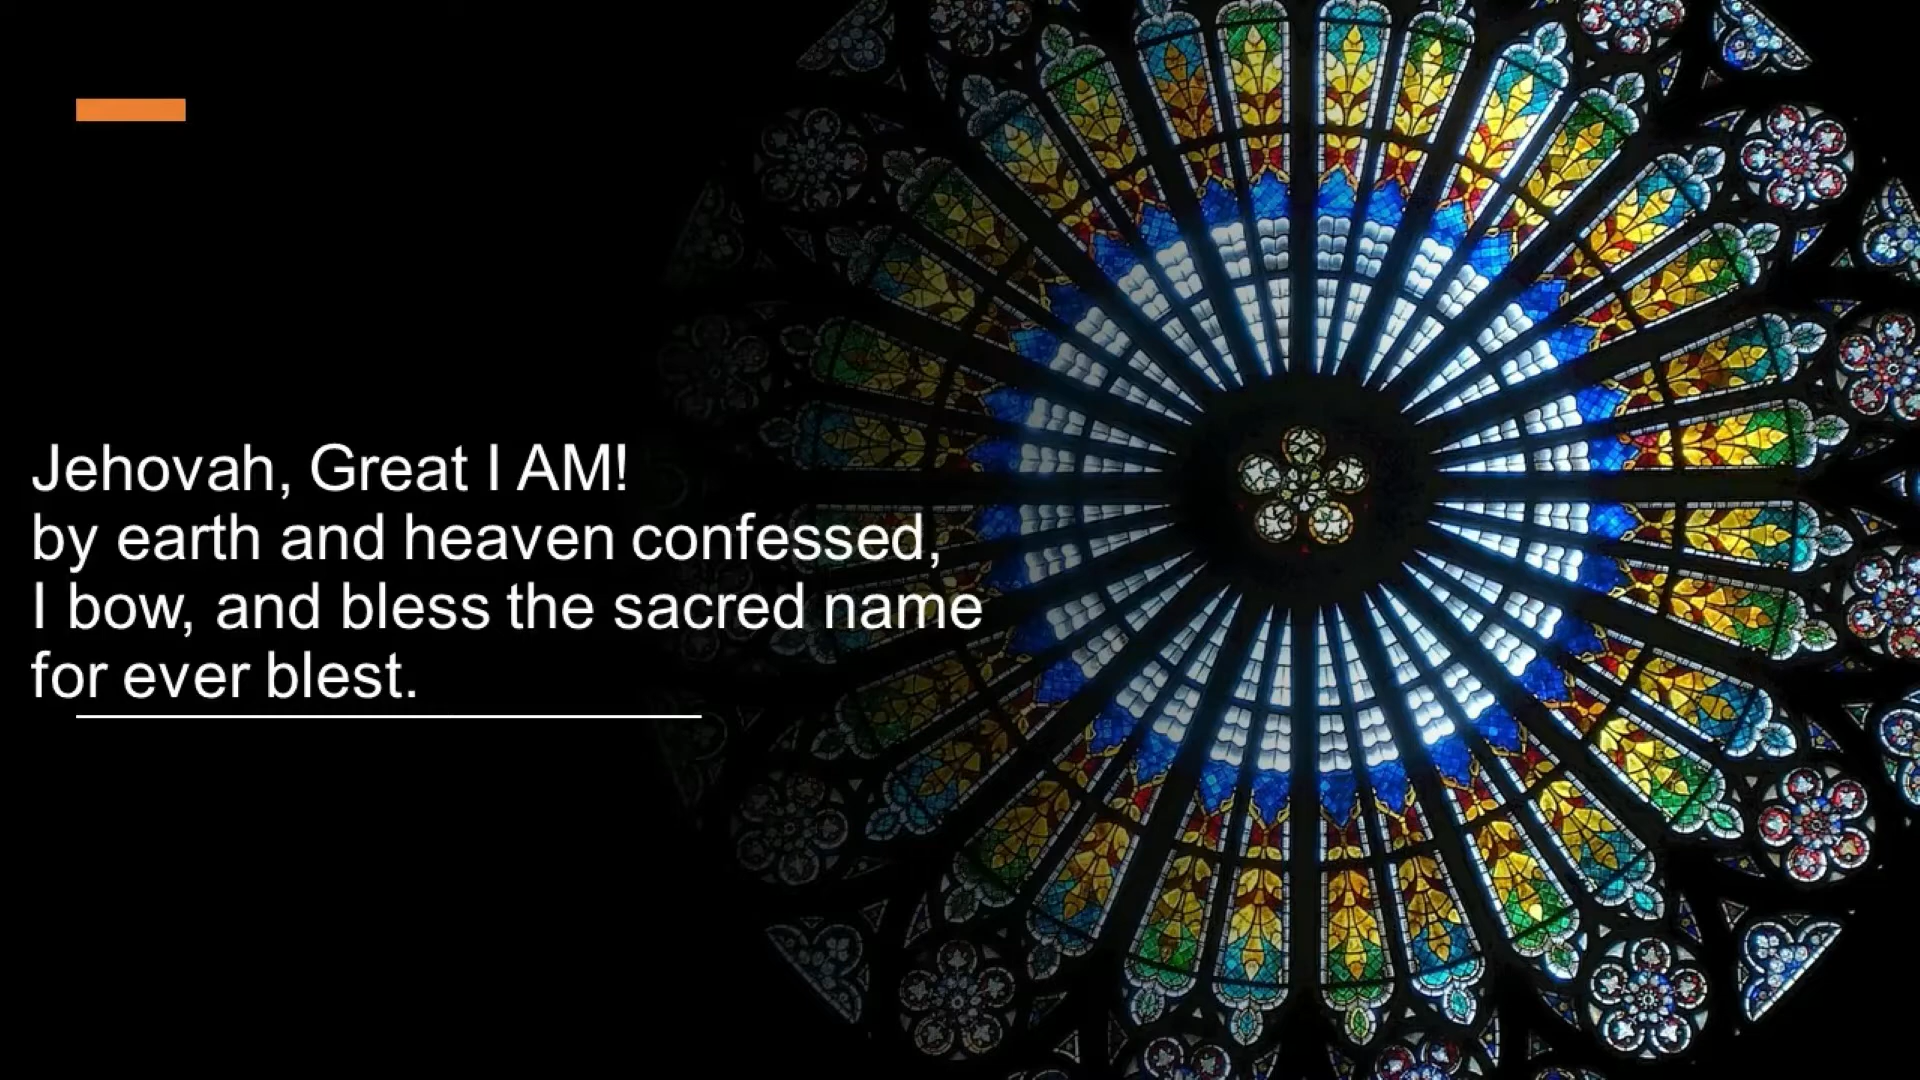 Jehovah, Great I AM!
by earth and heaven confessed,
I bow, and bless the sacred name
for ever blest.